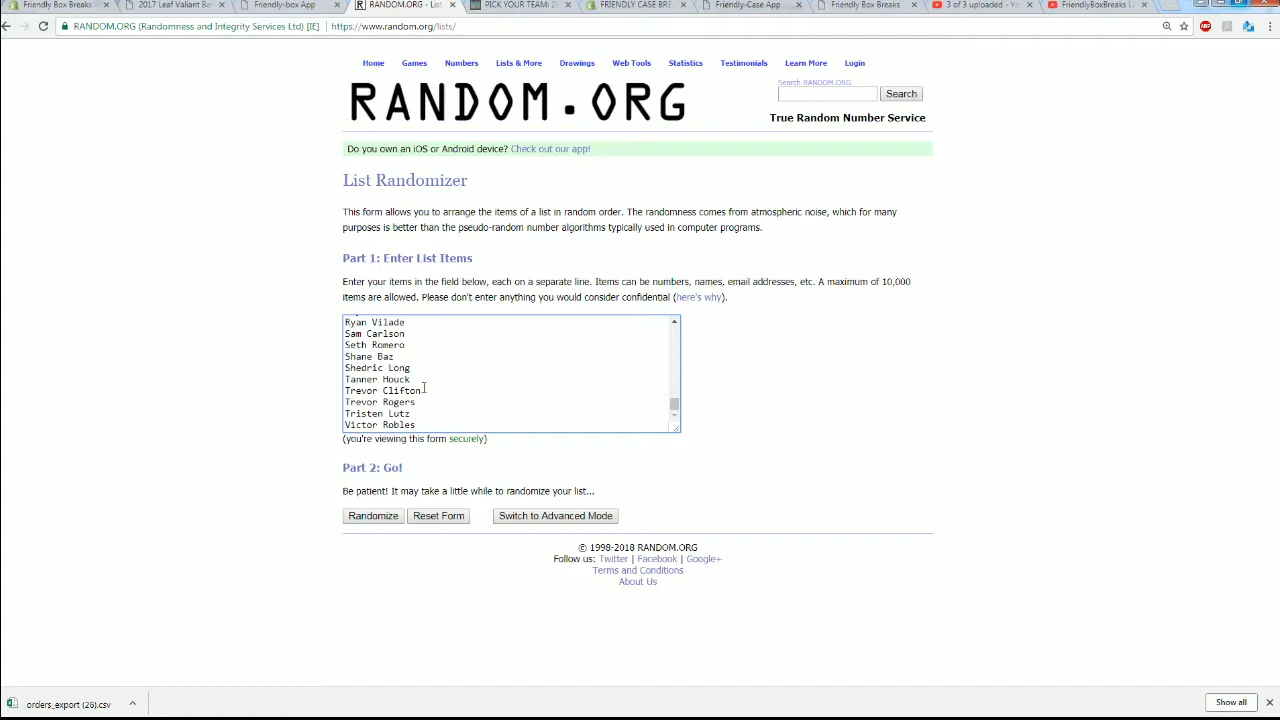 Friendly Box Breaks
2017 Leaf Valiant Ba
Friendly-box App
RANDOM.ORG - List
PICK YOUR TEAM: 20
FRIENDLY CASE BRE
Friendly-Case App
Friendly Box Breaks
3 of 3 uploaded - Yo
FriendlyBoxBreaks L
RANDOM.ORG (Randomness and Integrity Services Ltd) [IE] https://www.random.org/lists/
Home Games Numbers Lists & More Drawings Web Tools Statistics Testimonials Learn More Login
RANDOM.ORG
Search RANDOM.ORG
Search
True Random Number Service
Do you own an iOS or Android device? Check out our app!
List Randomizer
This form allows you to arrange the items of a list in random order. The randomness comes from atmospheric noise, which for many
purposes is better than the pseudo-random number algorithms typically used in computer programs.
Part 1: Enter List Items
Enter your items in the field below, each on a separate line. Items can be numbers, names, email addresses, etc. A maximum of 10,000
items are allowed. Please don't enter anything you would consider confidential (here's why).
Ryan Vilade
Sam Carlson
Seth Romero
Shane Baz
Shedric Long
Tanner Houck
Trevor Clifton
Trevor Rogers
Tristen Lutz
Victor Robles
(you're viewing this form securely)
Part 2: Go!
Be patient! It may take a little while to randomize your list...
Randomize Reset Form Switch to Advanced Mode
© 1998-2018 RANDOM.ORG
Follow us: Twitter | Facebook | Google+
Terms and Conditions
About Us
orders_export (26).csv
Show all